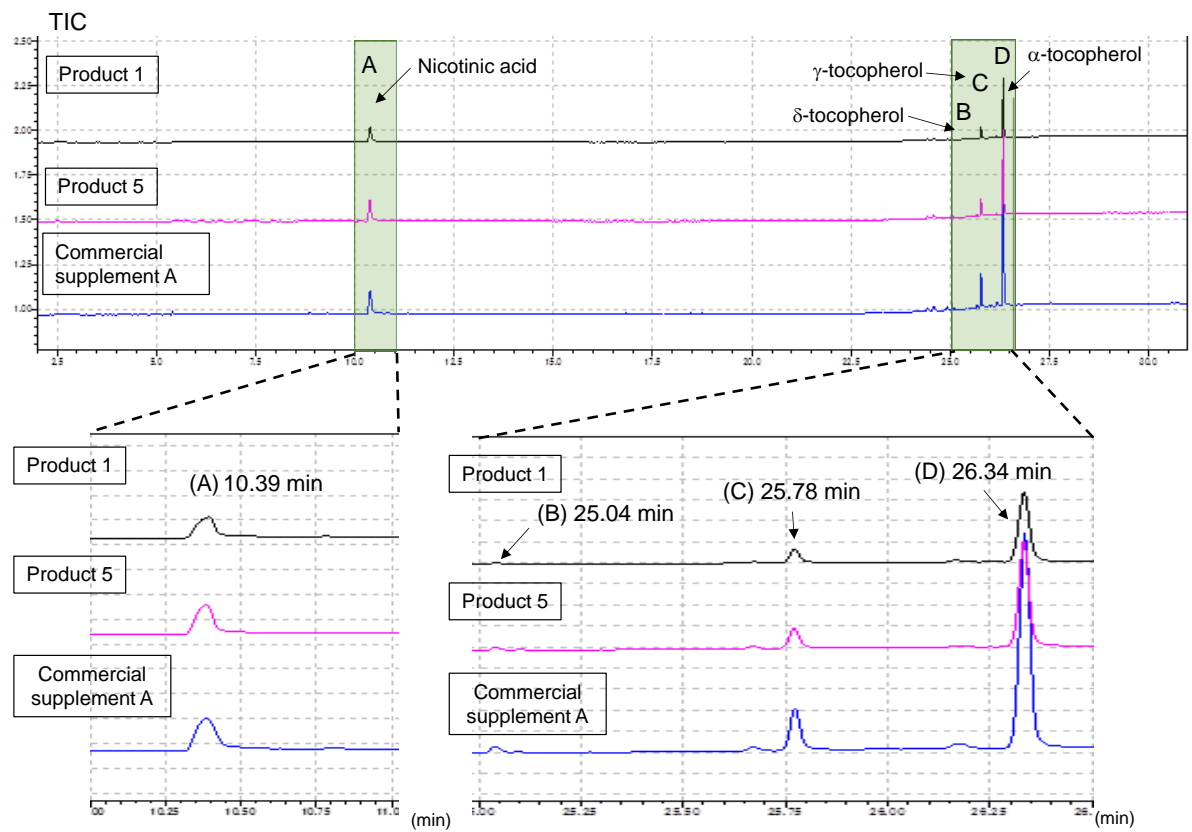 TIC
2.50
Product 1
A
Nicotinic acid
D
γ-tocopherol
α-tocopherol
C
B
δ-tocopherol
2.00
1.75
Product 5
1.50
Commercial
supplement A
1.00
2.5 5.0 7.5 10.0 12.5 15.0 17.5 20.0 22.5 25.0 27.5 30.0
Product 1
(A) 10.39 min
Product 5
Commercial
supplement A
00 10.25 10.50 10.75 11.0
(min)
Product 1
(B) 25.04 min
(C) 25.78 min
(D) 26.34 min
Product 5
Commercial
supplement A
25.25 25.50 25.75 26.00 26.25 26.
(min)